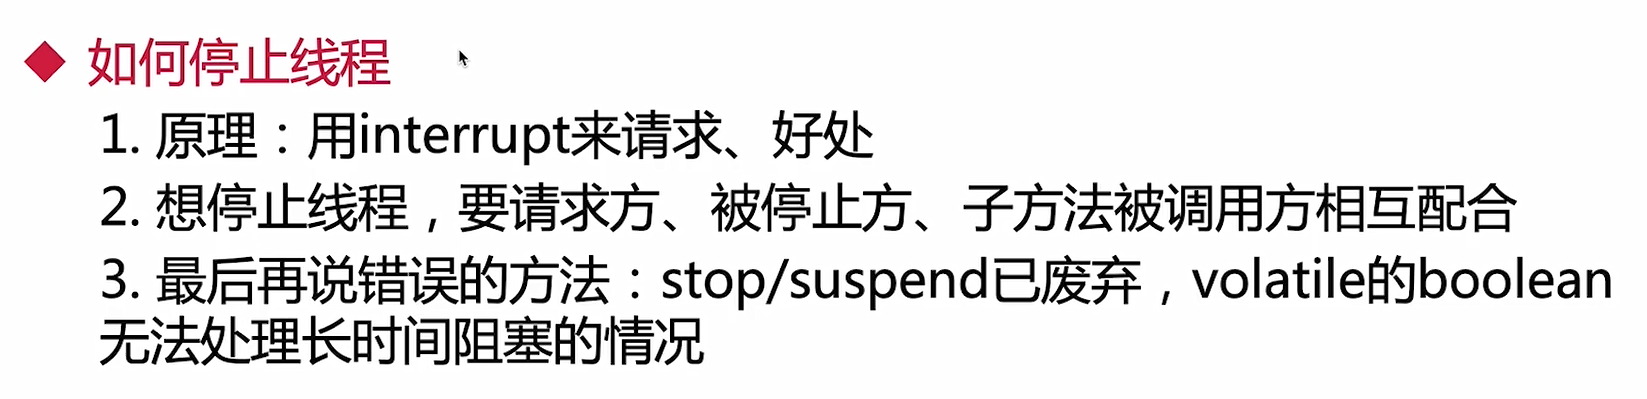 如何停止线程
1. 原理：用interrupt来请求、好处
2. 想停止线程，要请求方、被停止方、子方法被调用方相互配合
3. 最后再说错误的方法：stop/suspend已废弃，volatile的boolean
无法处理长时间阻塞的情况